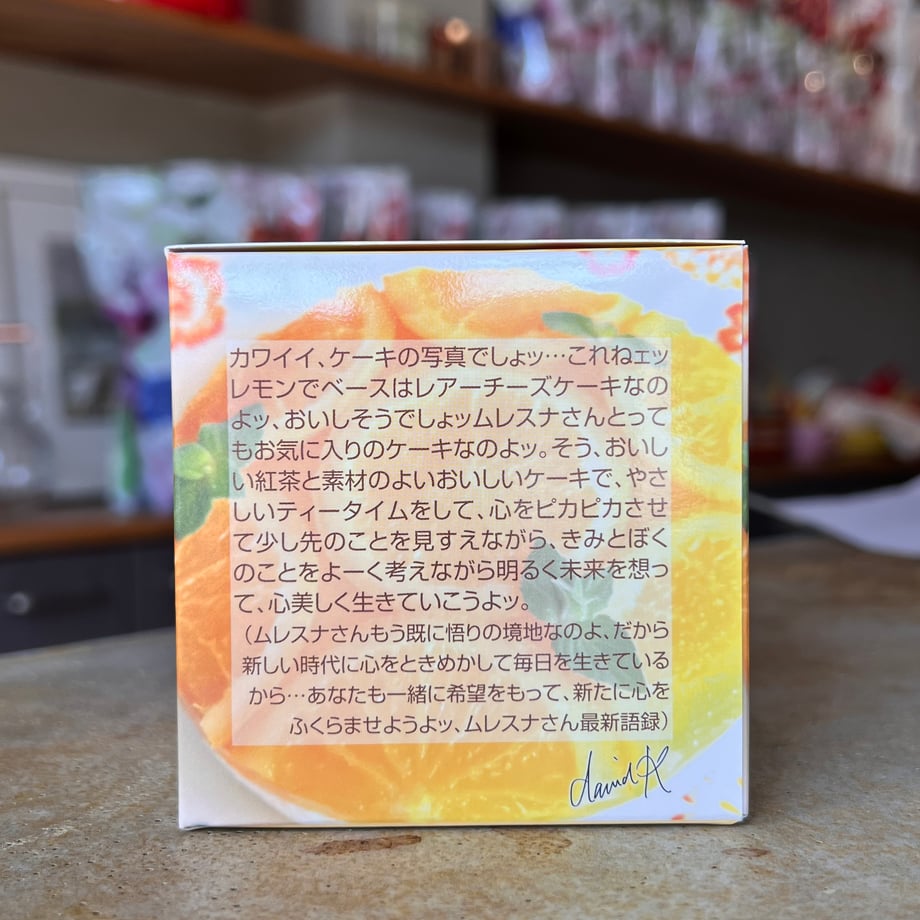 カワイイ、ケーキの写真でしょッ…これねェッ
レモンでベースはレアーチーズケーキなの
よッ、おいしそうでしょッムレスナさんとって
もお気に入りのケーキなのよッ。そう、おいし
い紅茶と素材のよいおいしいケーキで、やさ
しいティータイムをして、心をピカピカさせ
て少し先のことを見すえながら、きみとぼく
のことをよーく考えながら明るく未来を想っ
て、心美しく生きていこうよッ。
（ムレスナさんもう既に悟りの境地なのよ、だから
新しい時代に心をときめかして毎日を生きている
から…あなたも一緒に希望をもって、新たに心を
ふくらませようよッ、ムレスナさん最新語録）
david K